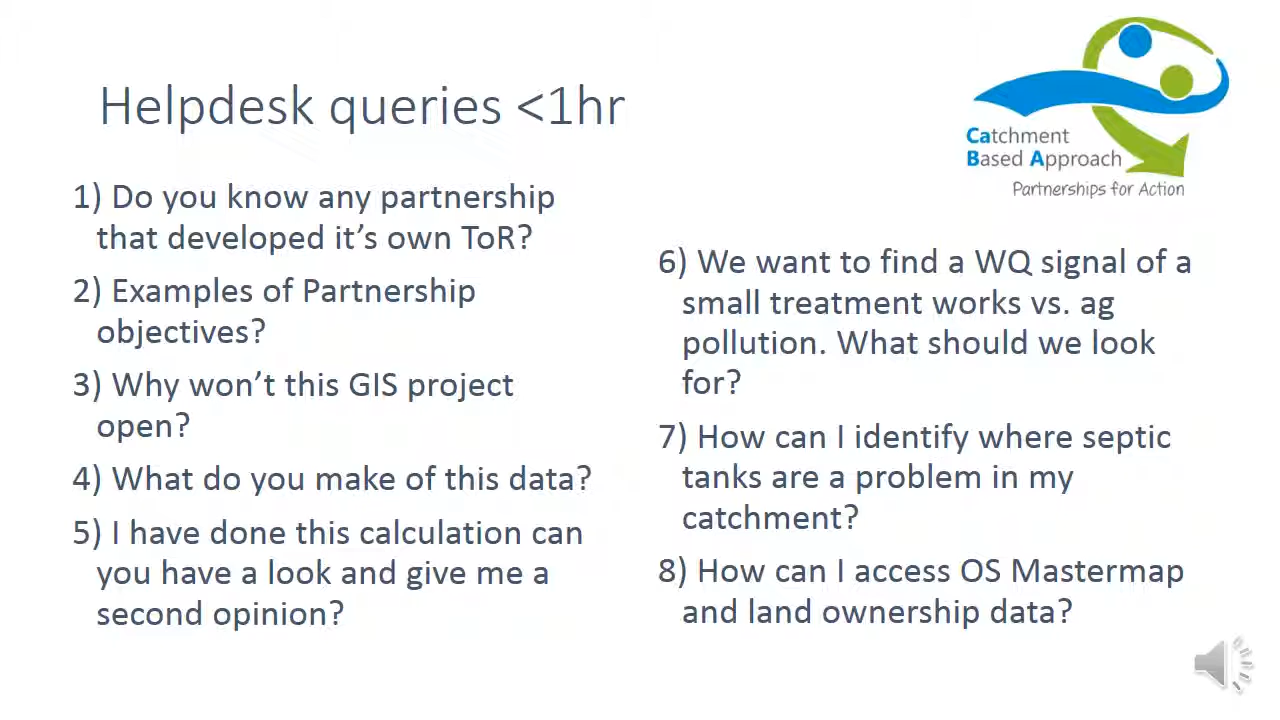 Helpdesk queries <1hr
Catchment
Based Approach
Partnerships for Action
1) Do you know any partnership
that developed it’s own ToR?
2) Examples of Partnership
objectives?
3) Why won’t this GIS project
open?
4) What do you make of this data?
5) I have done this calculation can
you have a look and give me a
second opinion?
6) We want to find a WQ signal of a
small treatment works vs. ag
pollution. What should we look
for?
7) How can I identify where septic
tanks are a problem in my
catchment?
8) How can I access OS Mastermap
and land ownership data?